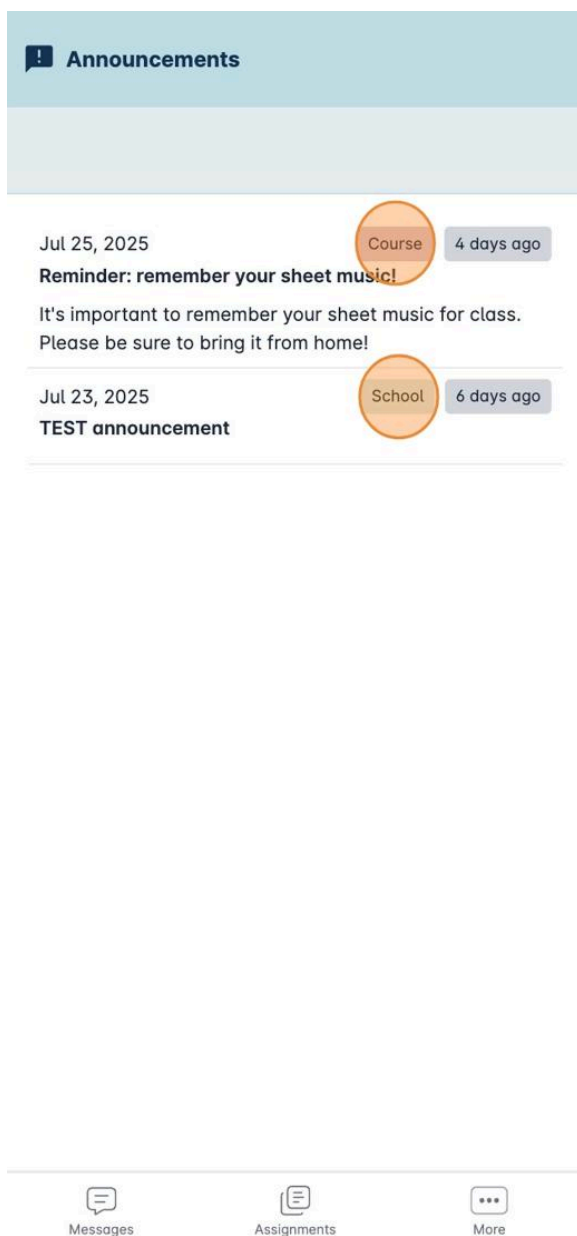 Announcements
Jul 25, 2025 Course 4 days ago
Reminder: remember your sheet music!
It's important to remember your sheet music for class.
Please be sure to bring it from home!
Jul 23, 2025 School 6 days ago
TEST announcement
Messages Assignments More